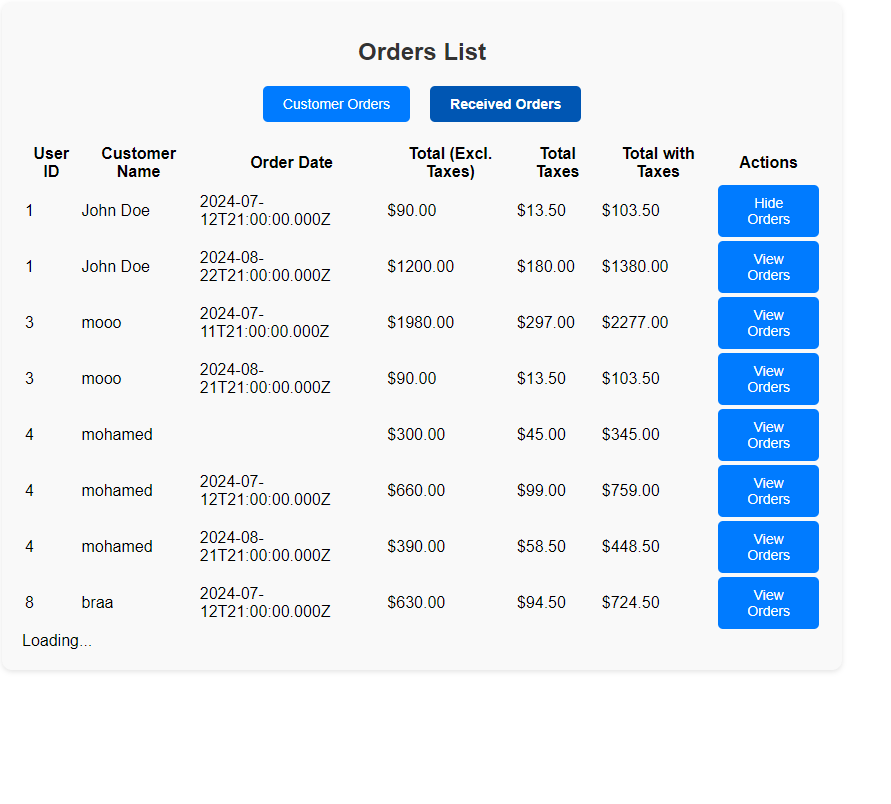 Orders List
Customer Orders Received Orders
User ID Customer Name Order Date Total (Excl. Taxes) Total Taxes Total with Taxes Actions
1 John Doe 2024-07-12T21:00:00.000Z $90.00 $13.50 $103.50 Hide Orders
1 John Doe 2024-08-22T21:00:00.000Z $1200.00 $180.00 $1380.00 View Orders
3 mooo 2024-07-11T21:00:00.000Z $1980.00 $297.00 $2277.00 View Orders
3 mooo 2024-08-21T21:00:00.000Z $90.00 $13.50 $103.50 View Orders
4 mohamed $300.00 $45.00 $345.00 View Orders
4 mohamed 2024-07-12T21:00:00.000Z $660.00 $99.00 $759.00 View Orders
4 mohamed 2024-08-21T21:00:00.000Z $390.00 $58.50 $448.50 View Orders
8 braa 2024-07-12T21:00:00.000Z $630.00 $94.50 $724.50 View Orders
Loading...